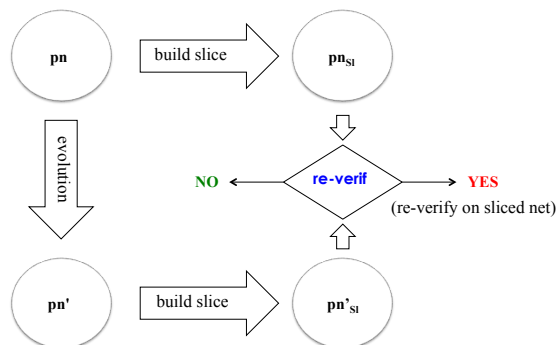 pn
build slice
pnSl
evolution
NO
re-verif
YES
(re-verify on sliced net)
pn'
build slice
pn’Sl